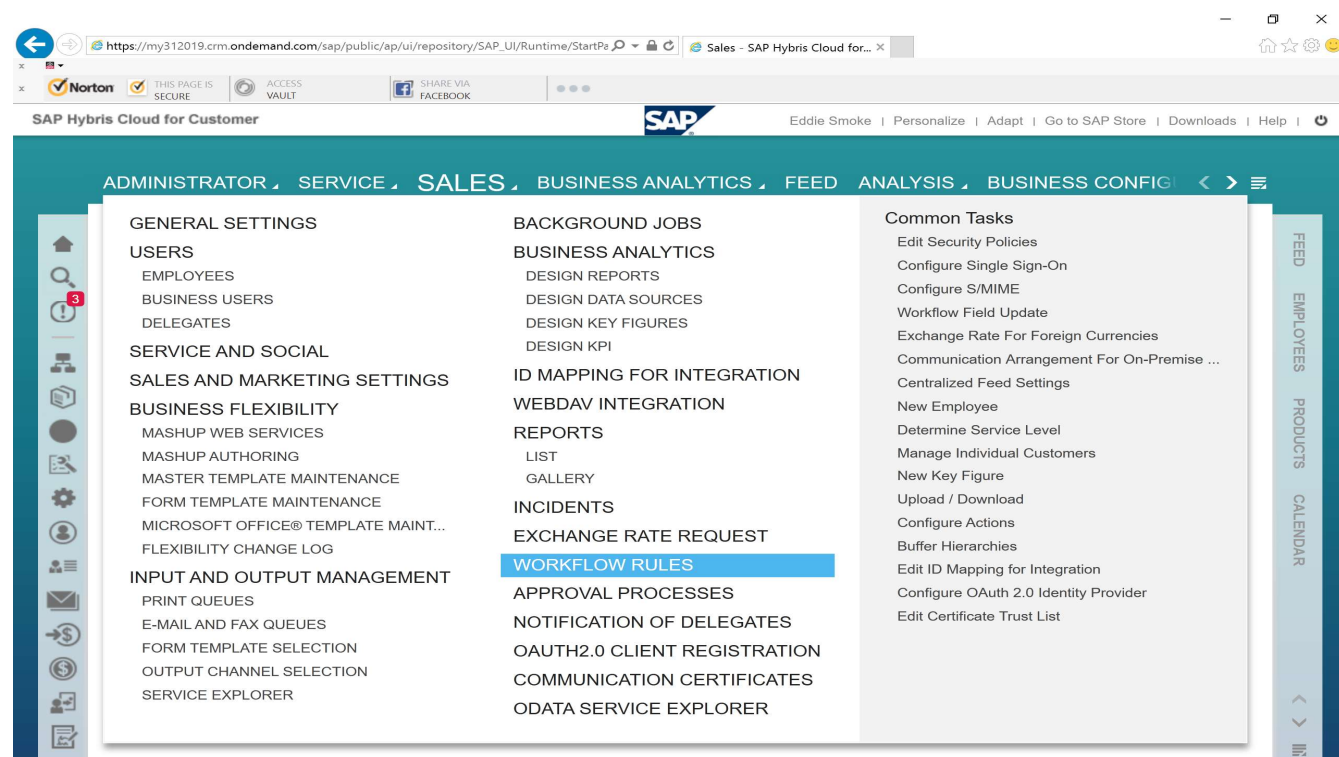 https://my312019.crm.ondemand.com/sap/public/ap/ui/repository/SAP_UI/Runtime/StartPa
Sales - SAP Hybris Cloud for...
Norton
THIS PAGE IS
SECURE
ACCESS
VAULT
SHARE VIA
FACEBOOK
SAP Hybris Cloud for Customer
SAP
Eddie Smoke | Personalize | Adapt | Go to SAP Store | Downloads | Help |
ADMINISTRATOR SERVICE SALES BUSINESS ANALYTICS FEED ANALYSIS BUSINESS CONFIG
3
GENERAL SETTINGS
USERS
EMPLOYEES
BUSINESS USERS
DELEGATES
SERVICE AND SOCIAL
SALES AND MARKETING SETTINGS
BUSINESS FLEXIBILITY
MASHUP WEB SERVICES
MASHUP AUTHORING
MASTER TEMPLATE MAINTENANCE
FORM TEMPLATE MAINTENANCE
MICROSOFT OFFICE® TEMPLATE MAINT...
FLEXIBILITY CHANGE LOG
INPUT AND OUTPUT MANAGEMENT
PRINT QUEUES
E-MAIL AND FAX QUEUES
FORM TEMPLATE SELECTION
OUTPUT CHANNEL SELECTION
SERVICE EXPLORER
BACKGROUND JOBS
BUSINESS ANALYTICS
DESIGN REPORTS
DESIGN DATA SOURCES
DESIGN KEY FIGURES
DESIGN KPI
ID MAPPING FOR INTEGRATION
WEBDAV INTEGRATION
REPORTS
LIST
GALLERY
INCIDENTS
EXCHANGE RATE REQUEST
WORKFLOW RULES
APPROVAL PROCESSES
NOTIFICATION OF DELEGATES
OAUTH2.0 CLIENT REGISTRATION
COMMUNICATION CERTIFICATES
ODATA SERVICE EXPLORER
Common Tasks
Edit Security Policies
Configure Single Sign-On
Configure S/MIME
Workflow Field Update
Exchange Rate For Foreign Currencies
Communication Arrangement For On-Premise ...
Centralized Feed Settings
New Employee
Determine Service Level
Manage Individual Customers
New Key Figure
Upload / Download
Configure Actions
Buffer Hierarchies
Edit ID Mapping for Integration
Configure OAuth 2.0 Identity Provider
Edit Certificate Trust List
FEED
EMPLOYEES
PRODUCTS
CALENDAR